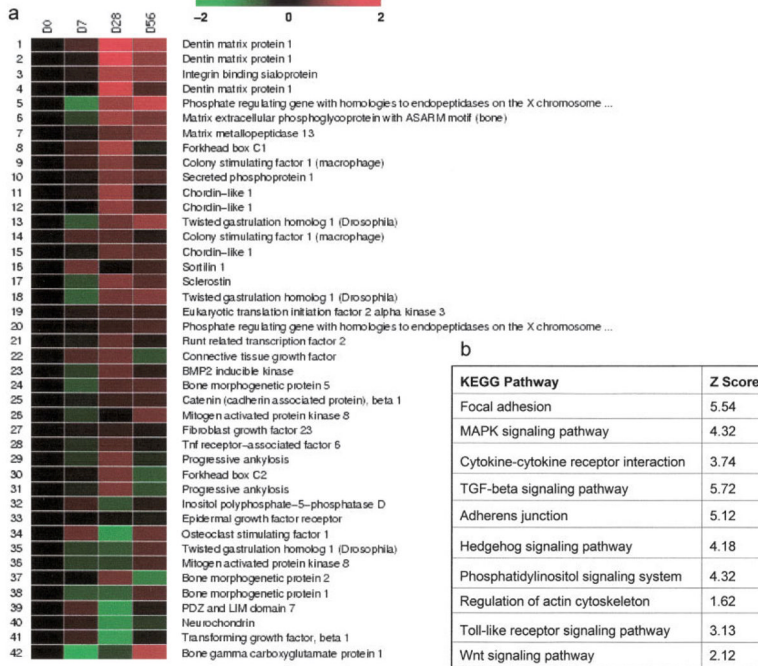 a
−2 0 2
D0 D7 D28 D56
1 Dentin matrix protein 1
2 Dentin matrix protein 1
3 Integrin binding sialoprotein
4 Dentin matrix protein 1
5 Phosphate regulating gene with homologies to endopeptidases on the X chromosome ...
6 Matrix extracellular phosphoglycoprotein with ASARM motif (bone)
7 Matrix metallopeptidase 13
8 Forkhead box C1
9 Colony stimulating factor 1 (macrophage)
10 Secreted phosphoprotein 1
11 Chordin−like 1
12 Chordin−like 1
13 Twisted gastrulation homolog 1 (Drosophila)
14 Colony stimulating factor 1 (macrophage)
15 Chordin−like 1
16 Sortilin 1
17 Sclerostin
18 Twisted gastrulation homolog 1 (Drosophila)
19 Eukaryotic translation initiation factor 2 alpha kinase 3
20 Phosphate regulating gene with homologies to endopeptidases on the X chromosome ...
21 Runt related transcription factor 2
22 Connective tissue growth factor
23 BMP2 inducible kinase
24 Bone morphogenetic protein 5
25 Catenin (cadherin associated protein), beta 1
26 Mitogen activated protein kinase 8
27 Fibroblast growth factor 23
28 Tnf receptor−associated factor 6
29 Progressive ankylosis
30 Forkhead box C2
31 Progressive ankylosis
32 Inositol polyphosphate−5−phosphatase D
33 Epidermal growth factor receptor
34 Osteoclast stimulating factor 1
35 Twisted gastrulation homolog 1 (Drosophila)
36 Mitogen activated protein kinase 8
37 Bone morphogenetic protein 2
38 Bone morphogenetic protein 1
39 PDZ and LIM domain 7
40 Neurochondrin
41 Transforming growth factor, beta 1
42 Bone gamma carboxyglutamate protein 1
b
KEGG Pathway Z Score
Focal adhesion 5.54
MAPK signaling pathway 4.32
Cytokine-cytokine receptor interaction 3.74
TGF-beta signaling pathway 5.72
Adherens junction 5.12
Hedgehog signaling pathway 4.18
Phosphatidylinositol signaling system 4.32
Regulation of actin cytoskeleton 1.62
Toll-like receptor signaling pathway 3.13
Wnt signaling pathway 2.12